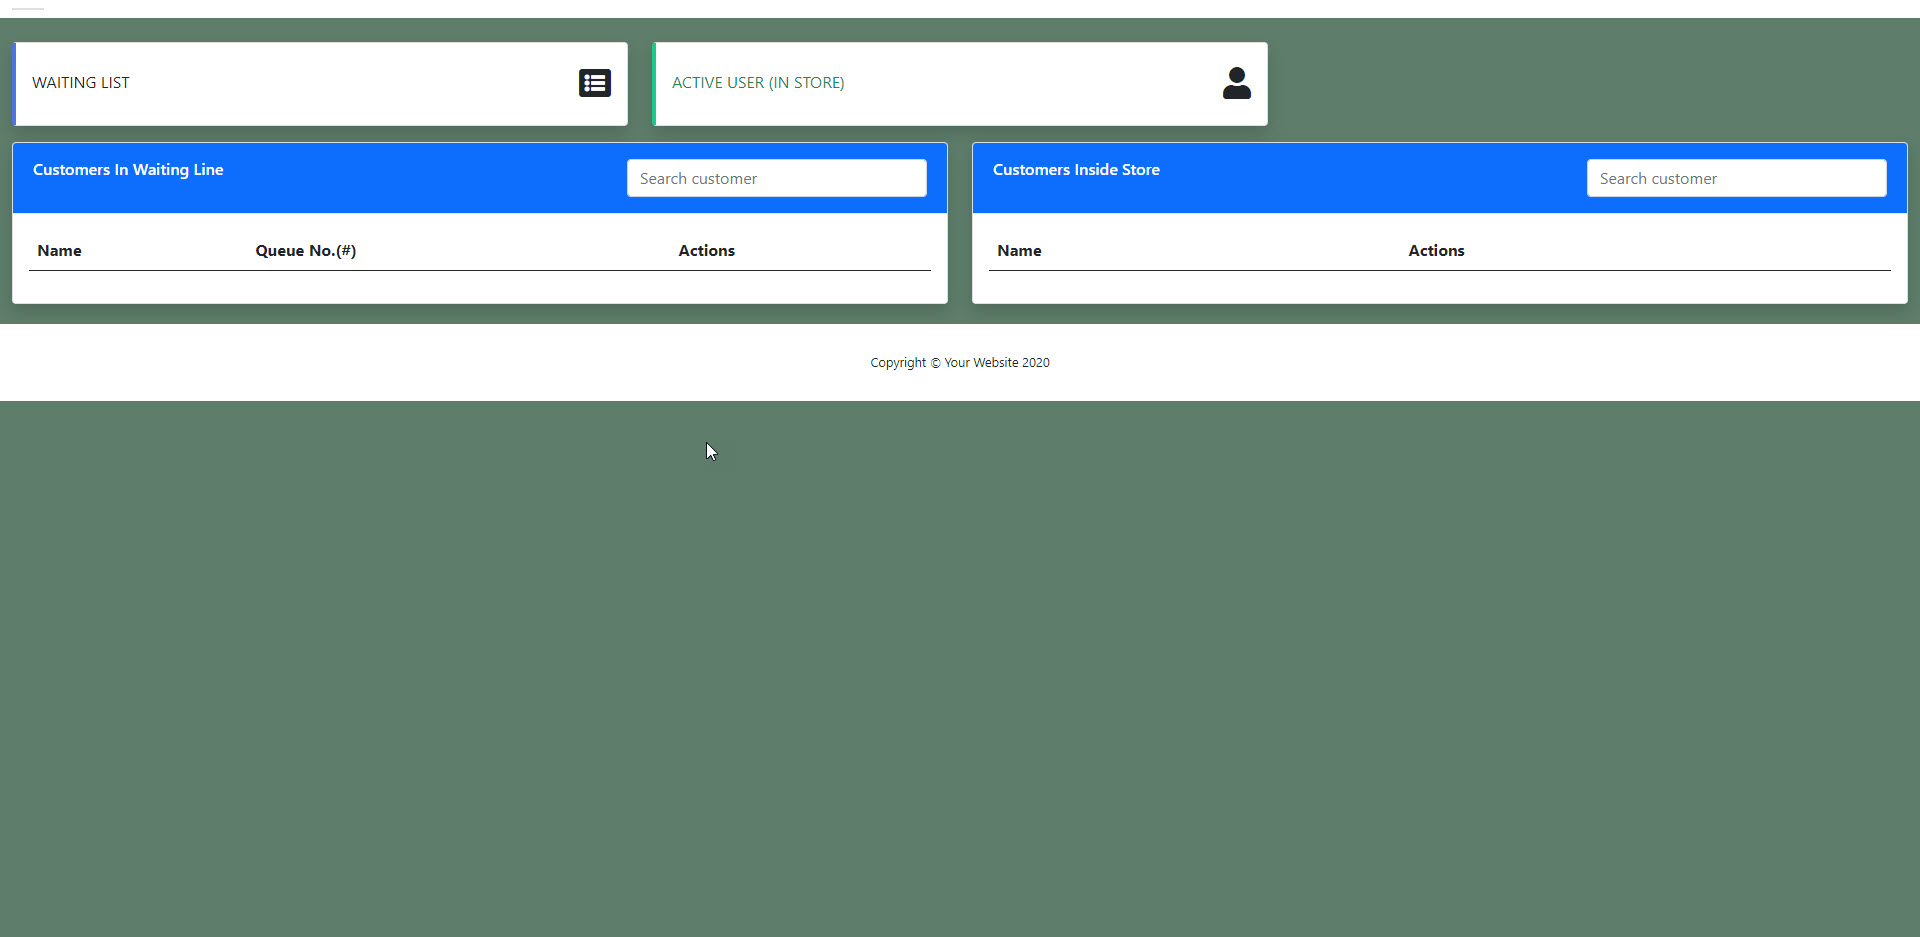 WAITING LIST
ACTIVE USER (IN STORE)
Customers In Waiting Line
Search customer
Name Queue No.(#) Actions
Customers Inside Store
Search customer
Name Actions
Copyright © Your Website 2020